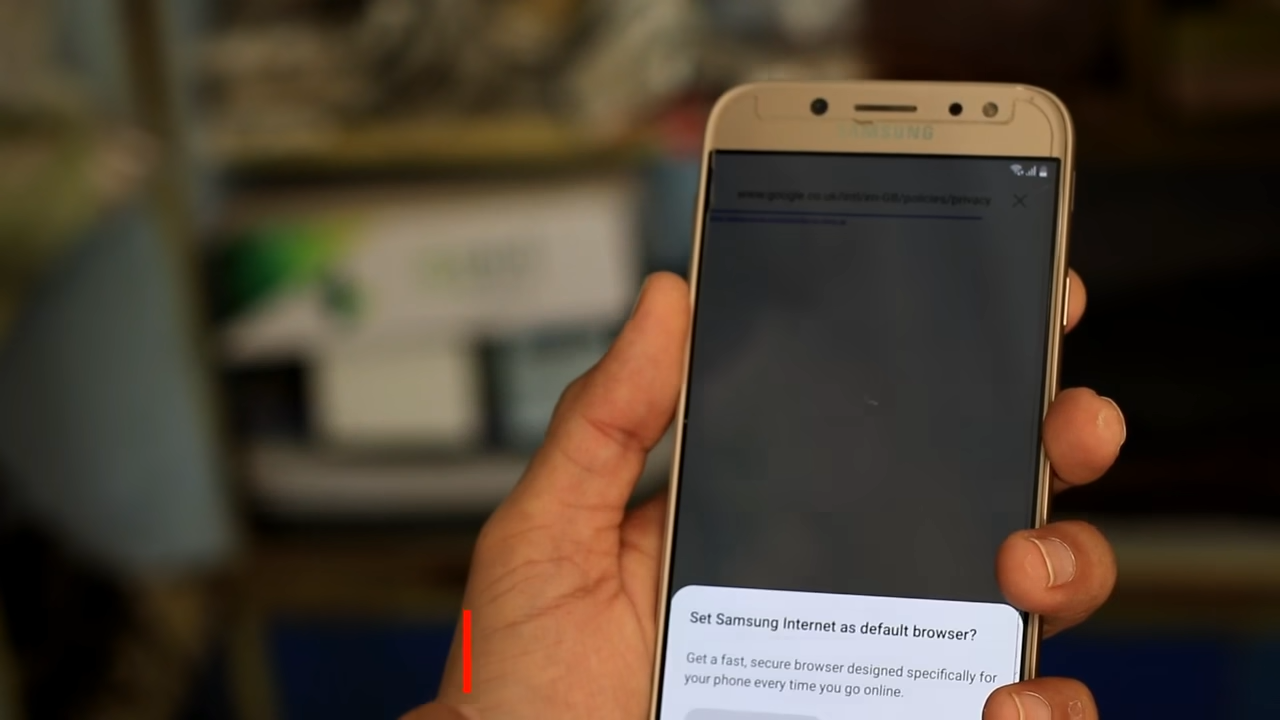 SAMSUNG
www.google.co.uk/intl/en-GB/policies/privacy
Set Samsung Internet as default browser?
Get a fast, secure browser designed specifically for
your phone every time you go online.